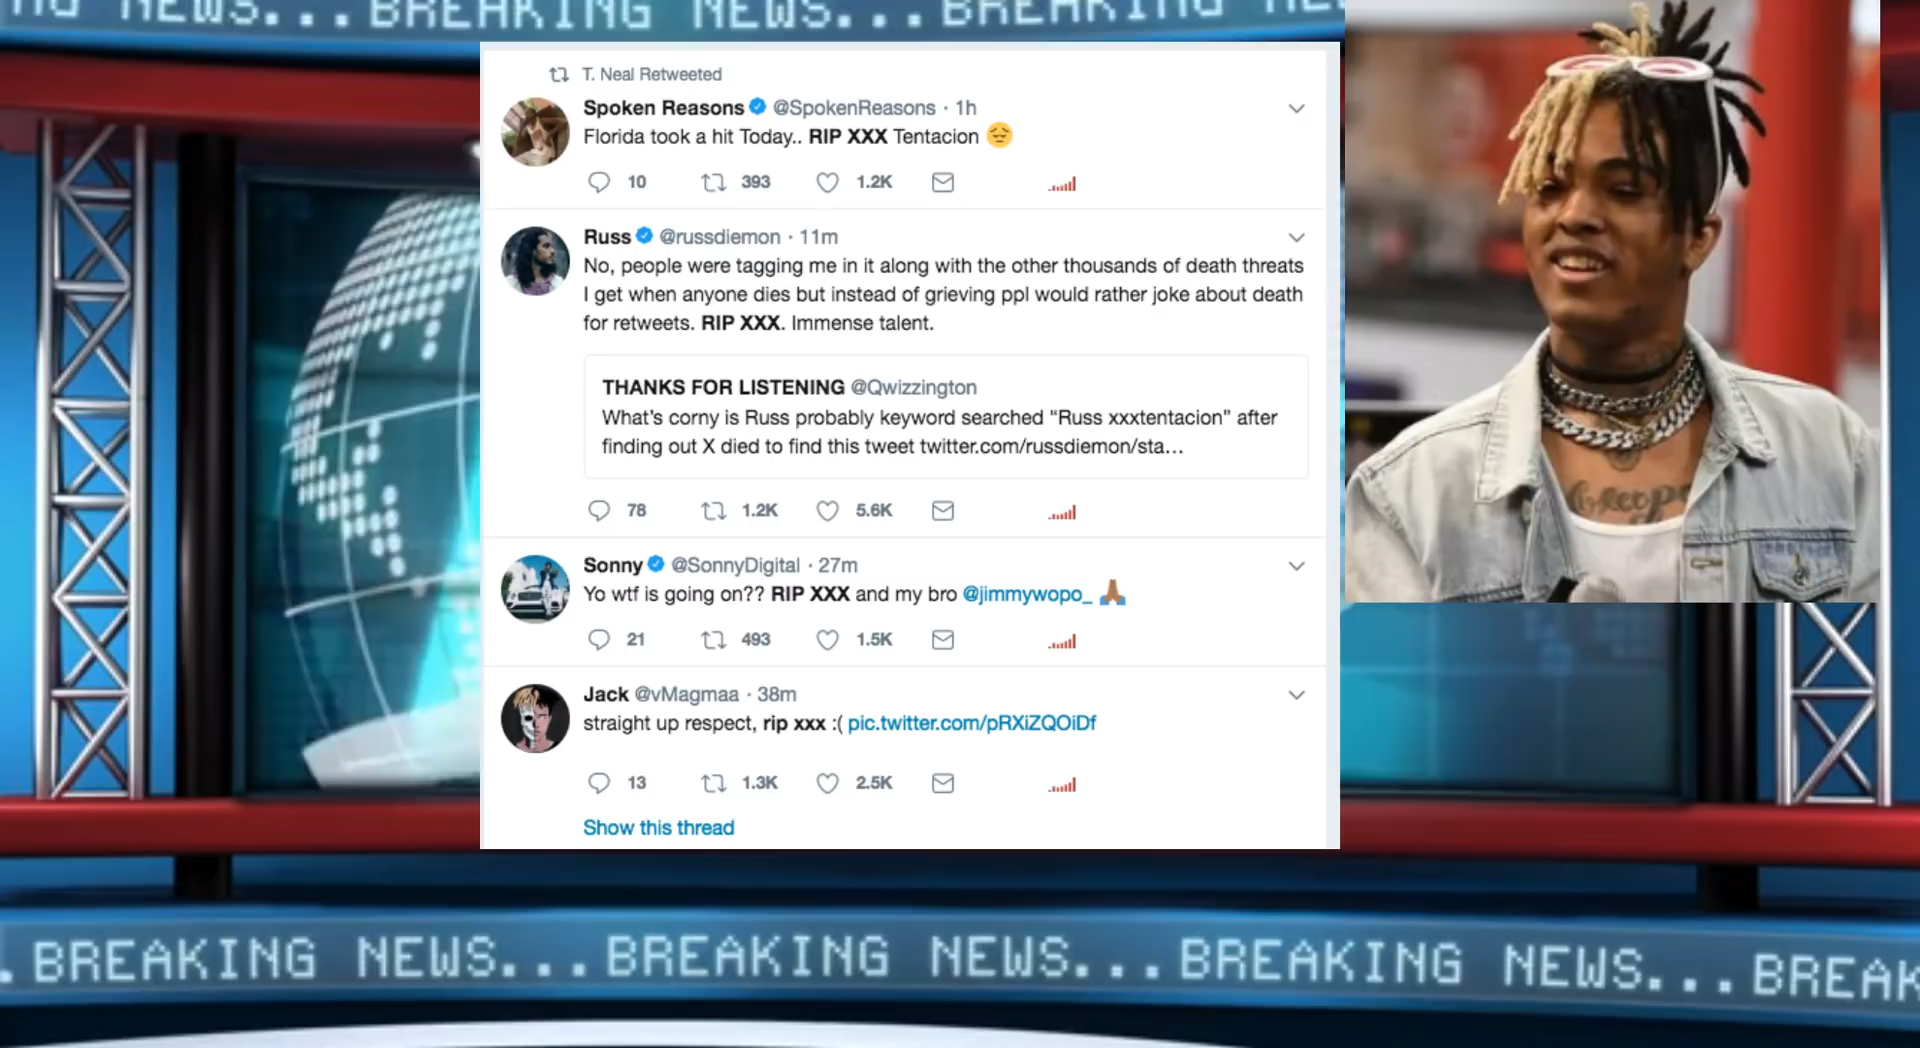 NG NEWS...BREAKING NEWS...BREAKING NE
T. Neal Retweeted
Spoken Reasons @SpokenReasons · 1h
Florida took a hit Today.. RIP XXX Tentacion 😔
10 393 1.2K
Russ @russdiemon · 11m
No, people were tagging me in it along with the other thousands of death threats
I get when anyone dies but instead of grieving ppl would rather joke about death
for retweets. RIP XXX. Immense talent.
THANKS FOR LISTENING @Qwizzington
What's corny is Russ probably keyword searched “Russ xxxtentacion” after
finding out X died to find this tweet twitter.com/russdiemon/sta...
78 1.2K 5.6K
Sonny @SonnyDigital · 27m
Yo wtf is going on?? RIP XXX and my bro @jimmywopo_ 🙏🏾
21 493 1.5K
Jack @vMagmaa · 38m
straight up respect, rip xxx :( pic.twitter.com/pRXiZQOiDf
13 1.3K 2.5K
Show this thread
.BREAKING NEWS...BREAKING NEWS...BREAKING NEWS...BREAK